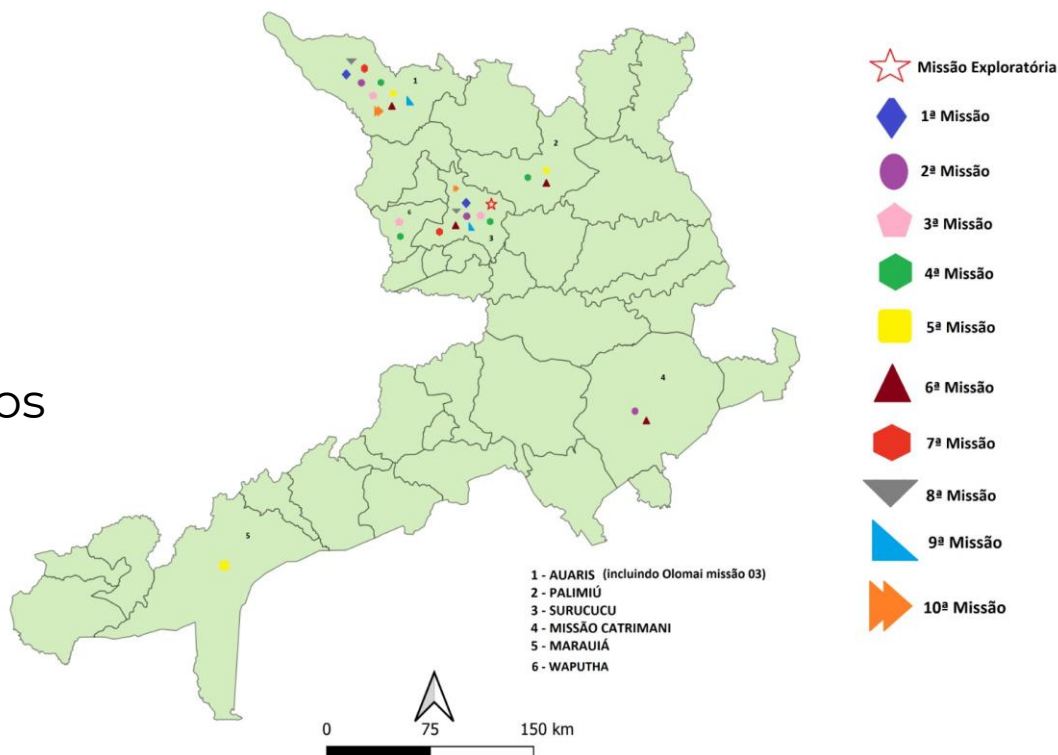 Missão Exploratória
1ª Missão
2ª Missão
3ª Missão
4ª Missão
5ª Missão
6ª Missão
7ª Missão
8ª Missão
9ª Missão
10ª Missão
1
2
6
3
4
5
os
1 - AUARIS (incluindo Olomai missão 03)
2 - PALIMIÚ
3 - SURUCUCU
4 - MISSÃO CATRIMANI
5 - MARAUIÁ
6 - WAPUTHA
0 75 150 km